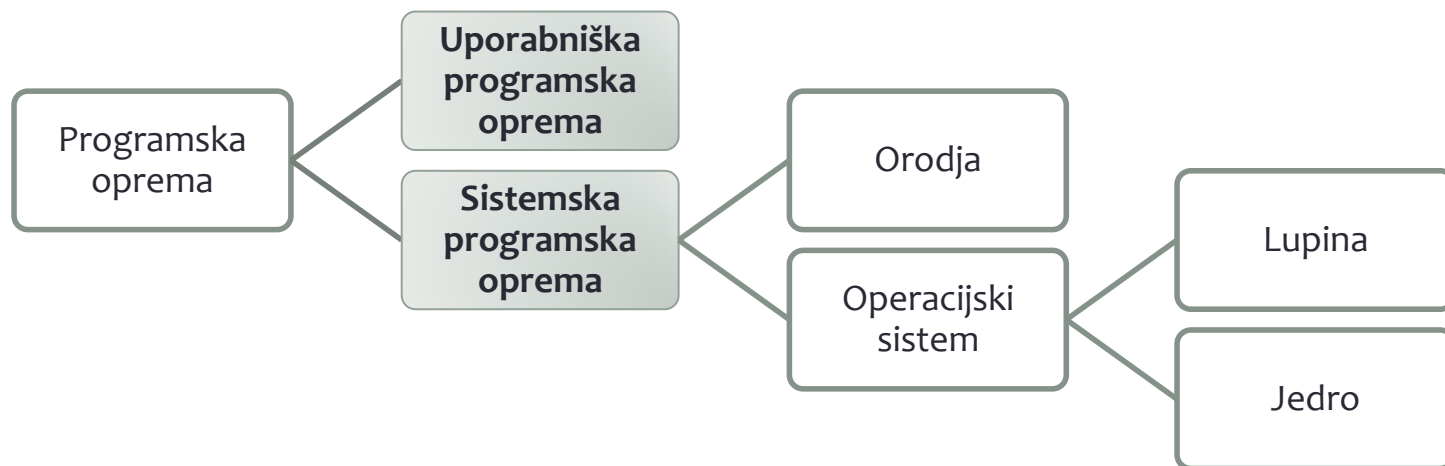 Programska
oprema
Uporabniška
programska
oprema
Sistemska
programska
oprema
Orodja
Operacijski
sistem
Lupina
Jedro